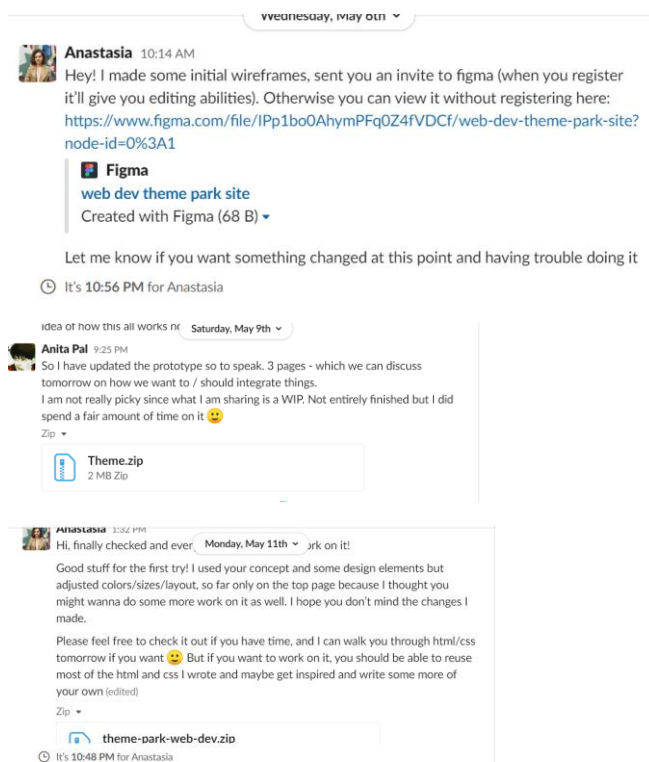 Wednesday, May 6th
Anastasia 10:14 AM
Hey! I made some initial wireframes, sent you an invite to figma (when you register
it'll give you editing abilities). Otherwise you can view it without registering here:
https://www.figma.com/file/IPp1bo0AhymPFq0Z4fVDCf/web-dev-theme-park-site?
node-id=0%3A1
Figma
web dev theme park site
Created with Figma (68 B)
Let me know if you want something changed at this point and having trouble doing it
It's 10:56 PM for Anastasia
idea of how this all works Saturday, May 9th
Anita Pal 9:25 PM
So I have updated the prototype so to speak. 3 pages - which we can discuss
tomorrow on how we want to / should integrate things.
I am not really picky since what I am sharing is a WIP. Not entirely finished but I did
spend a fair amount of time on it 🙂
Zip
Theme.zip
2 MB Zip
Anastasia 1:32 PM
Hi, finally checked and Monday, May 11th on it!
Good stuff for the first try! I used your concept and some design elements but
adjusted colors/sizes/layout, so far only on the top page because I thought you
might wanna do some more work on it as well. I hope you don't mind the changes I
made.
Please feel free to check it out if you have time, and I can walk you through html/css
tomorrow if you want 🙂 But if you want to work on it, you should be able to reuse
most of the html and css I wrote and maybe get inspired and write some more of
your own (edited)
Zip
theme-park-web-dev.zip
It's 10:48 PM for Anastasia